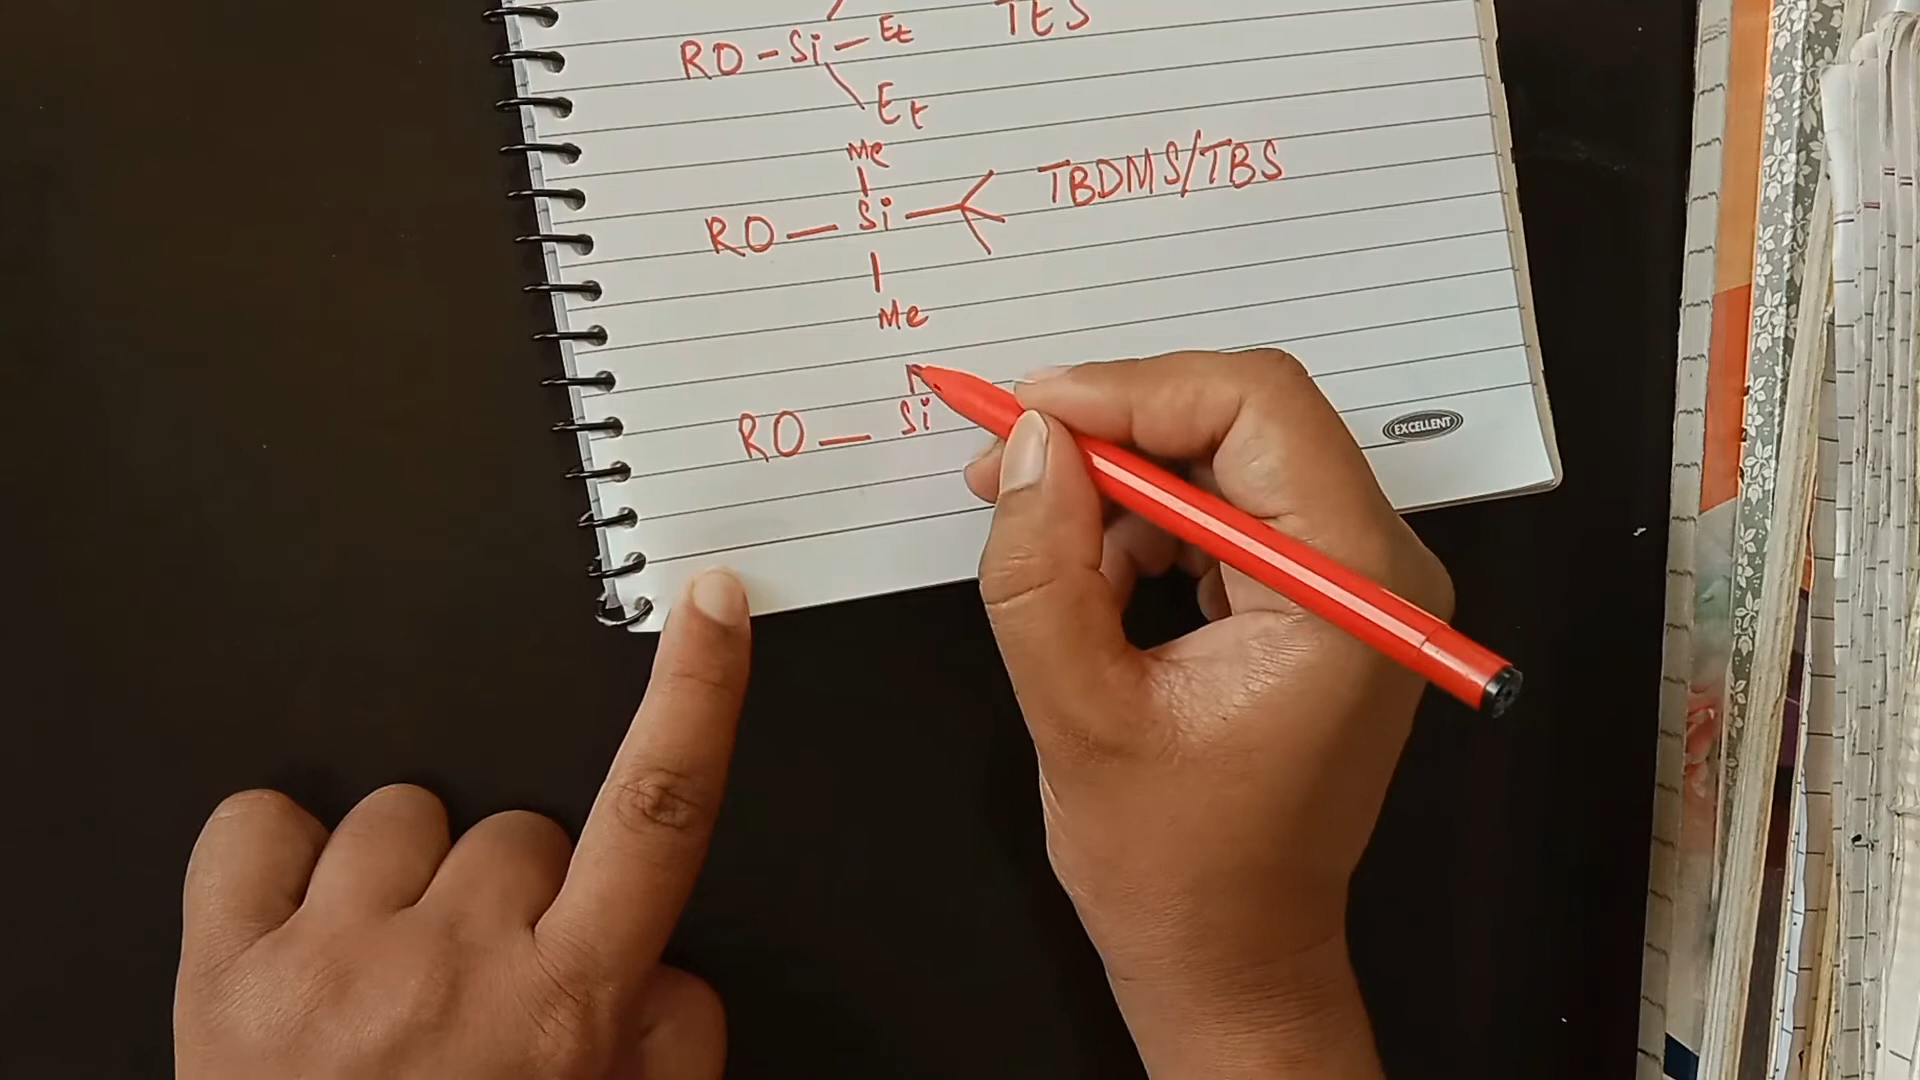 TES
RO-Si-Et
Et
Me
RO-Si TBDMS/TBS
Me
RO-Si
EXCELLENT